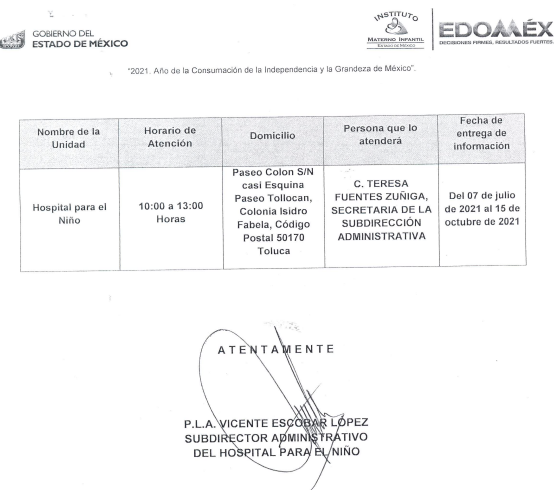 GOBIERNO DEL
ESTADO DE MÉXICO
INSTITUTO
MATERNO INFANTIL
ESTADO DE MÉXICO
EDOMÉX
DECISIONES FIRMES, RESULTADOS FUERTES.
"2021. Año de la Consumación de la Independencia y la Grandeza de México".
Nombre de la
Unidad
Horario de
Atención
Domicilio
Persona que lo
atenderá
Fecha de
entrega de
información
Hospital para el
Niño
10:00 a 13:00
Horas
Paseo Colon S/N
casi Esquina
Paseo Tollocan,
Colonia Isidro
Fabela, Código
Postal 50170
Toluca
C. TERESA
FUENTES ZUÑIGA,
SECRETARIA DE LA
SUBDIRECCIÓN
ADMINISTRATIVA
Del 07 de julio
de 2021 al 15 de
octubre de 2021
A T E N T A M E N T E
P.L.A. VICENTE ESCOBAR LÓPEZ
SUBDIRECTOR ADMINISTRATIVO
DEL HOSPITAL PARA EL NIÑO